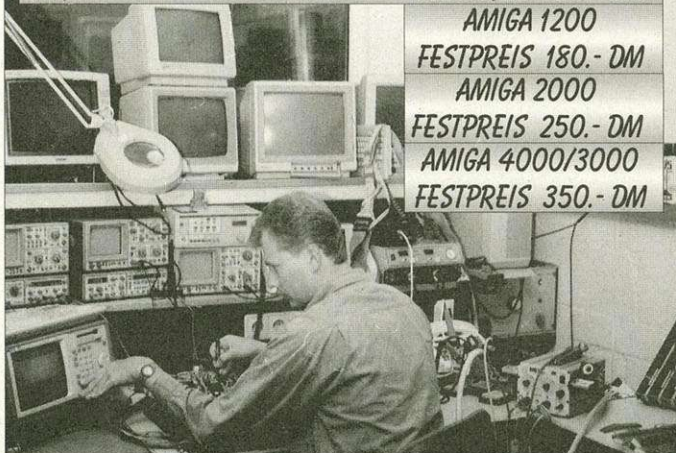 AMIGA 1200
FESTPREIS 180.- DM
AMIGA 2000
FESTPREIS 250.- DM
AMIGA 4000/3000
FESTPREIS 350.- DM